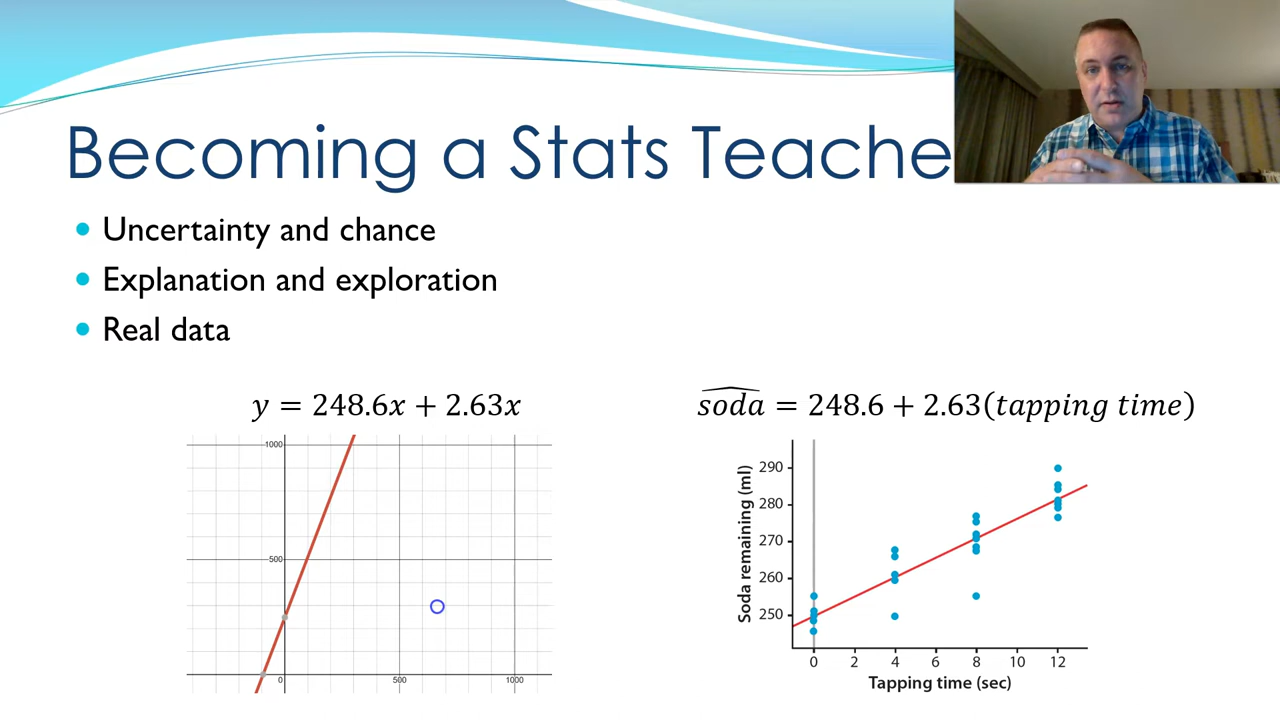 Becoming a Stats Teache
Uncertainty and chance
Explanation and exploration
Real data
y = 248.6x + 2.63x
1000
500
0
500
1000
\widehat{soda} = 248.6 + 2.63(tapping time)
Soda remaining (ml)
290
280
270
260
250
0 2 4 6 8 10 12
Tapping time (sec)